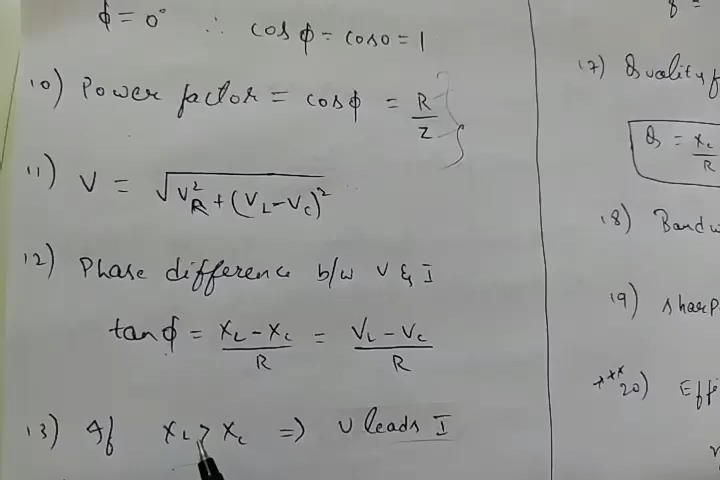 ϕ = 0° ∴ cos ϕ = cos 0 = 1
10) Power factor = cos ϕ = R/Z
11) V = √(V_R² + (V_L - V_C)²)
12) Phase difference b/w V & I
tan ϕ = (X_L - X_C)/R = (V_L - V_C)/R
13) If X_L > X_C => V leads I
17) Quality f
Q = X_L/R
18) Bandw
19) sharp
*** 20) Eff